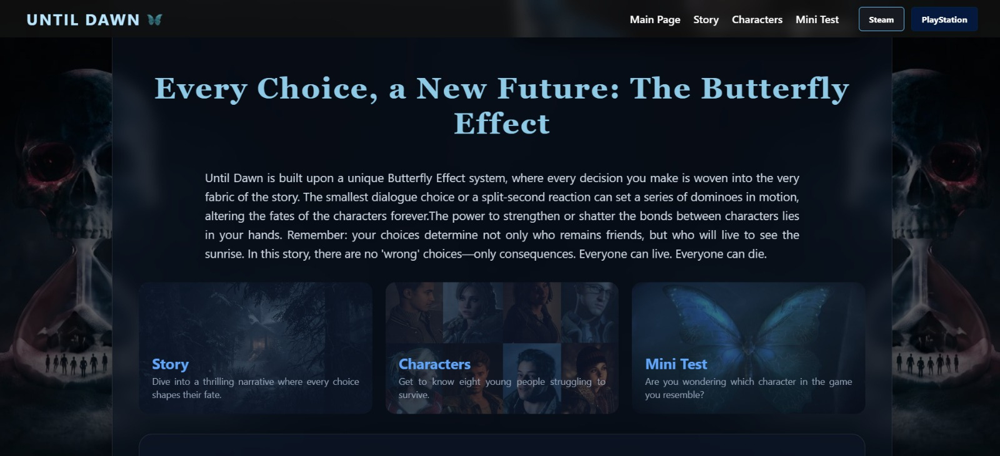 UNTIL DAWN 🦋
Main Page
Story
Characters
Mini Test
Steam
PlayStation
Every Choice, a New Future: The Butterfly
Effect
Until Dawn is built upon a unique Butterfly Effect system, where every decision you make is woven into the very
fabric of the story. The smallest dialogue choice or a split-second reaction can set a series of dominoes in motion,
altering the fates of the characters forever.The power to strengthen or shatter the bonds between characters lies
in your hands. Remember: your choices determine not only who remains friends, but who will live to see the
sunrise. In this story, there are no 'wrong' choices—only consequences. Everyone can live. Everyone can die.
Story
Dive into a thrilling narrative where every choice
shapes their fate.
Characters
Get to know eight young people struggling to
survive.
Mini Test
Are you wondering which character in the game
you resemble?